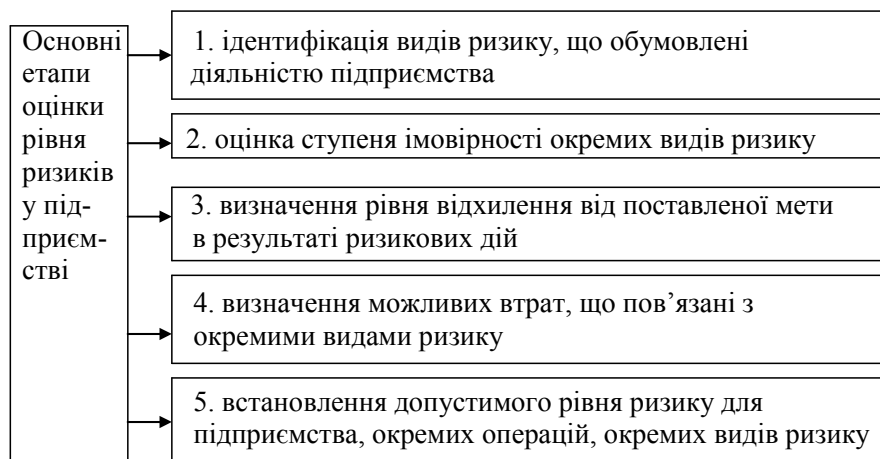 Основні
етапи
оцінки
рівня
ризиків
у під-
приєм-
стві
1. ідентифікація видів ризику, що обумовлені
діяльністю підприємства
2. оцінка ступеня імовірності окремих видів ризику
3. визначення рівня відхилення від поставленої мети
в результаті ризикових дій
4. визначення можливих втрат, що пов’язані з
окремими видами ризику
5. встановлення допустимого рівня ризику для
підприємства, окремих операцій, окремих видів ризику